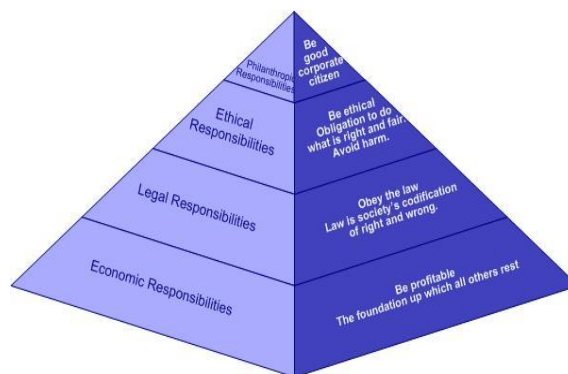 Philanthropic
Responsibilities
Be
good
corporate
citizen
Ethical
Responsibilities
Be ethical
Obligation to do
what is right and fair.
Avoid harm.
Legal Responsibilities
Obey the law
Law is society's codification
of right and wrong.
Economic Responsibilities
Be profitable
The foundation up which all others rest